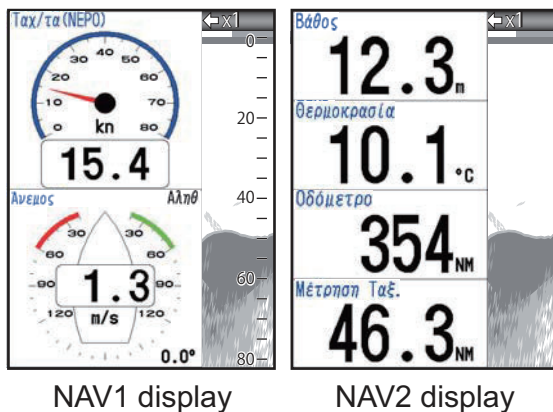 Ταχ/τα(ΝΕΡΟ)
x1
0
20
40
60
80
0
10
20
30
40
50
60
70
80
kn
15.4
Άνεμος
Αληθ
30
30
60
60
90
90
120
120
1.3
m/s
0.0°
NAV1 display
Βάθος
x1
12.3m
Θερμοκρασία
10.1°C
Οδόμετρο
354NM
Μέτρηση Ταξ.
46.3NM
NAV2 display